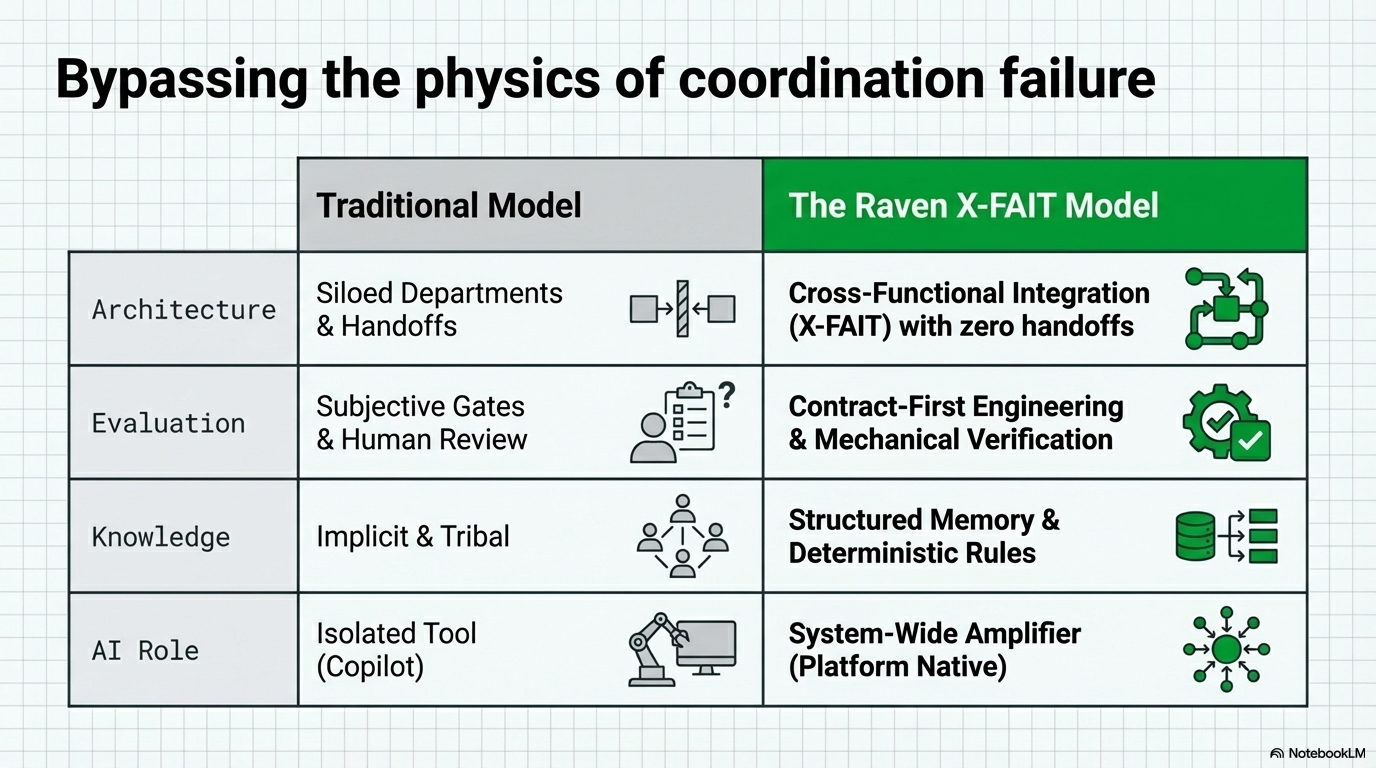 Bypassing the physics of coordination failure
Traditional Model
The Raven X-FAIT Model
Architecture
Siloed Departments
& Handoffs
Cross-Functional Integration
(X-FAIT) with zero handoffs
Evaluation
Subjective Gates
& Human Review
?
Contract-First Engineering
& Mechanical Verification
Knowledge
Implicit & Tribal
Structured Memory &
Deterministic Rules
AI Role
Isolated Tool
(Copilot)
System-Wide Amplifier
(Platform Native)
NotebookLM